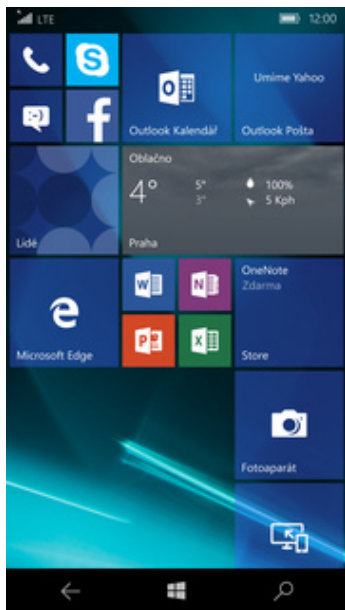 LTE
12:00
Outlook Kalendář
Umíme Yahoo
Outlook Pošta
Lidé
Oblačno
4°
5°
3°
100%
5 Kph
Praha
Microsoft Edge
OneNote
Zdarma
Store
Fotoaparát